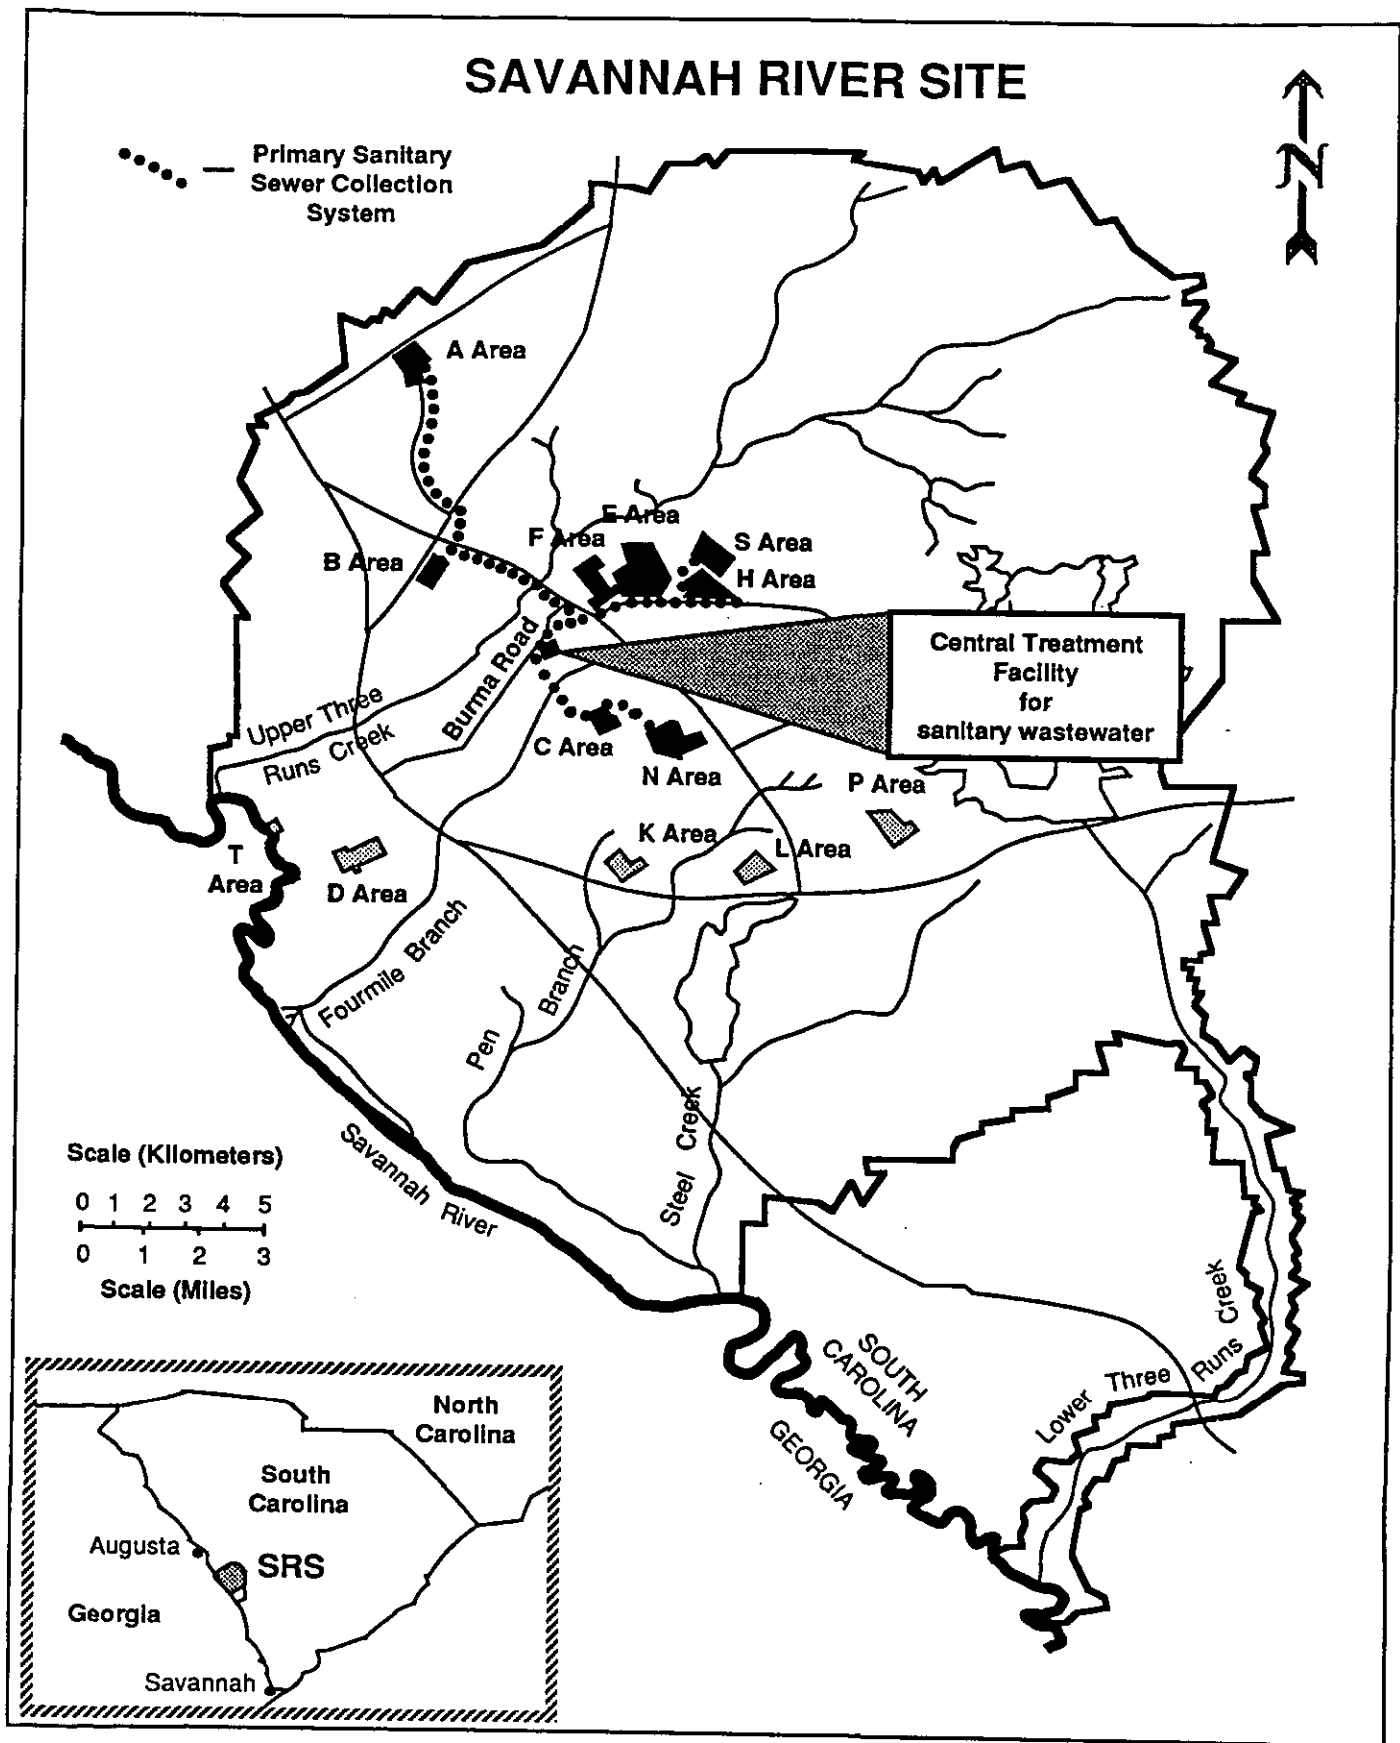 SAVANNAH RIVER SITE
N
Primary Sanitary
Sewer Collection
System
A Area
E Area
F Area
S Area
B Area
H Area
Central Treatment
Facility
for
sanitary wastewater
Burma Road
Upper Three
Runs Creek
C Area
N Area
P Area
K Area
L Area
T
Area
D Area
Fourmile Branch
Pen Branch
Steel Creek
Savannah River
Scale (Kilometers)
0 1 2 3 4 5
0 1 2 3
Scale (Miles)
SOUTH
CAROLINA
GEORGIA
Lower Three Runs Creek
North
Carolina
South
Carolina
Augusta
SRS
Georgia
Savannah